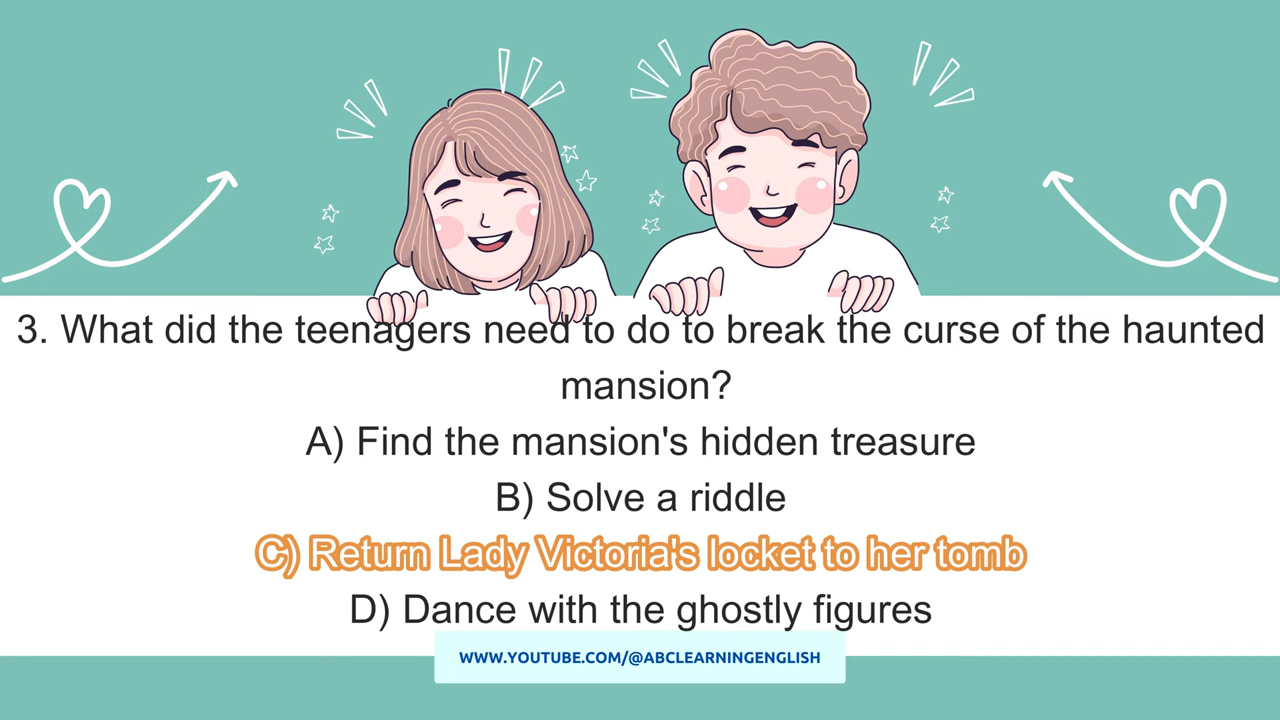 3. What did the teenagers need to do to break the curse of the haunted
mansion?
A) Find the mansion's hidden treasure
B) Solve a riddle
C) Return Lady Victoria's locket to her tomb
D) Dance with the ghostly figures
WWW.YOUTUBE.COM/@ABCLEARNINGENGLISH